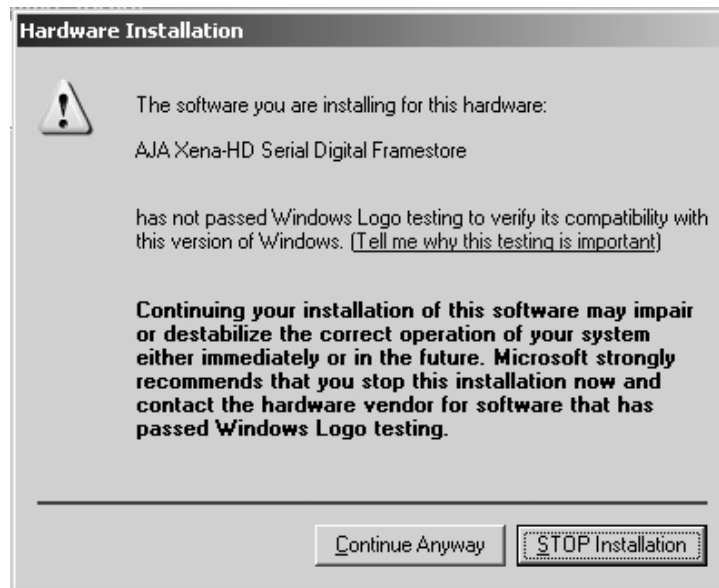 Hardware Installation
The software you are installing for this hardware:
AJA Xena-HD Serial Digital Framestore
has not passed Windows Logo testing to verify its compatibility with
this version of Windows. (Tell me why this testing is important)
Continuing your installation of this software may impair
or destabilize the correct operation of your system
either immediately or in the future. Microsoft strongly
recommends that you stop this installation now and
contact the hardware vendor for software that has
passed Windows Logo testing.
Continue Anyway
STOP Installation